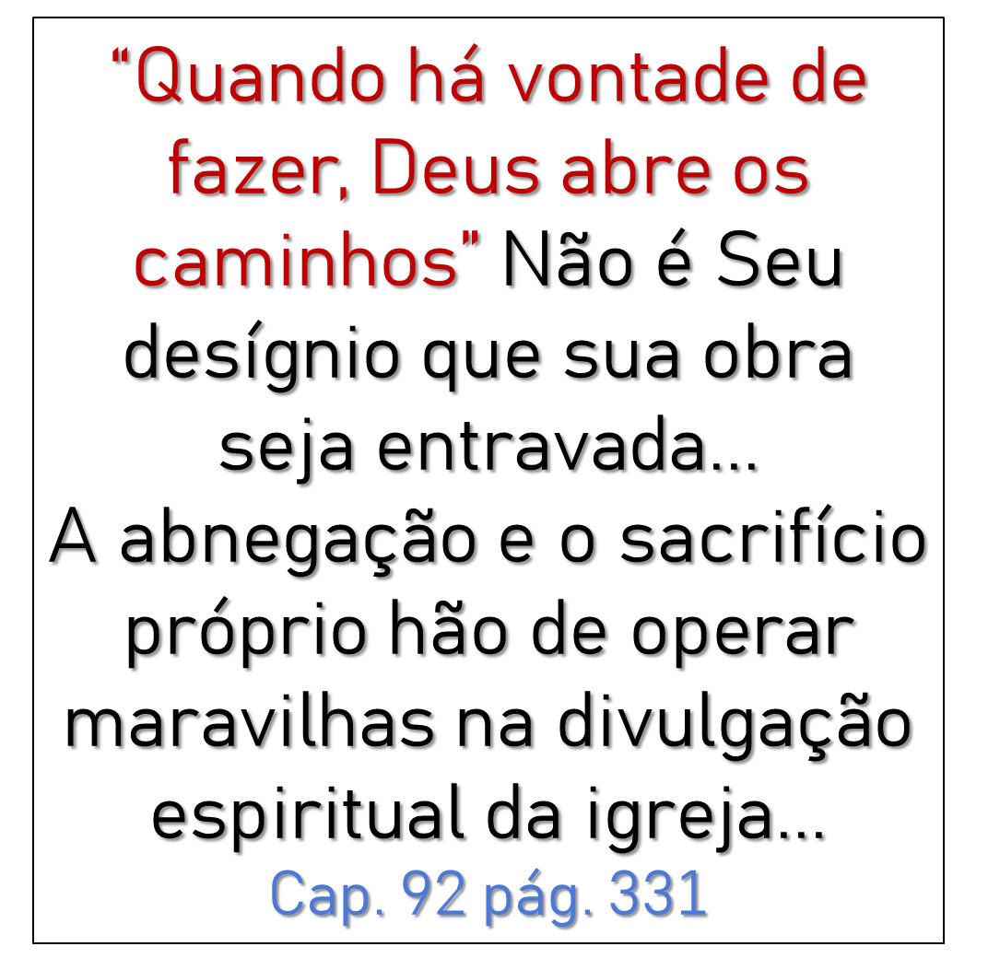 “Quando há vontade de
fazer, Deus abre os
caminhos” Não é Seu
desígnio que sua obra
seja entravada...
A abnegação e o sacrifício
próprio hão de operar
maravilhas na divulgação
espiritual da igreja...
Cap. 92 pág. 331